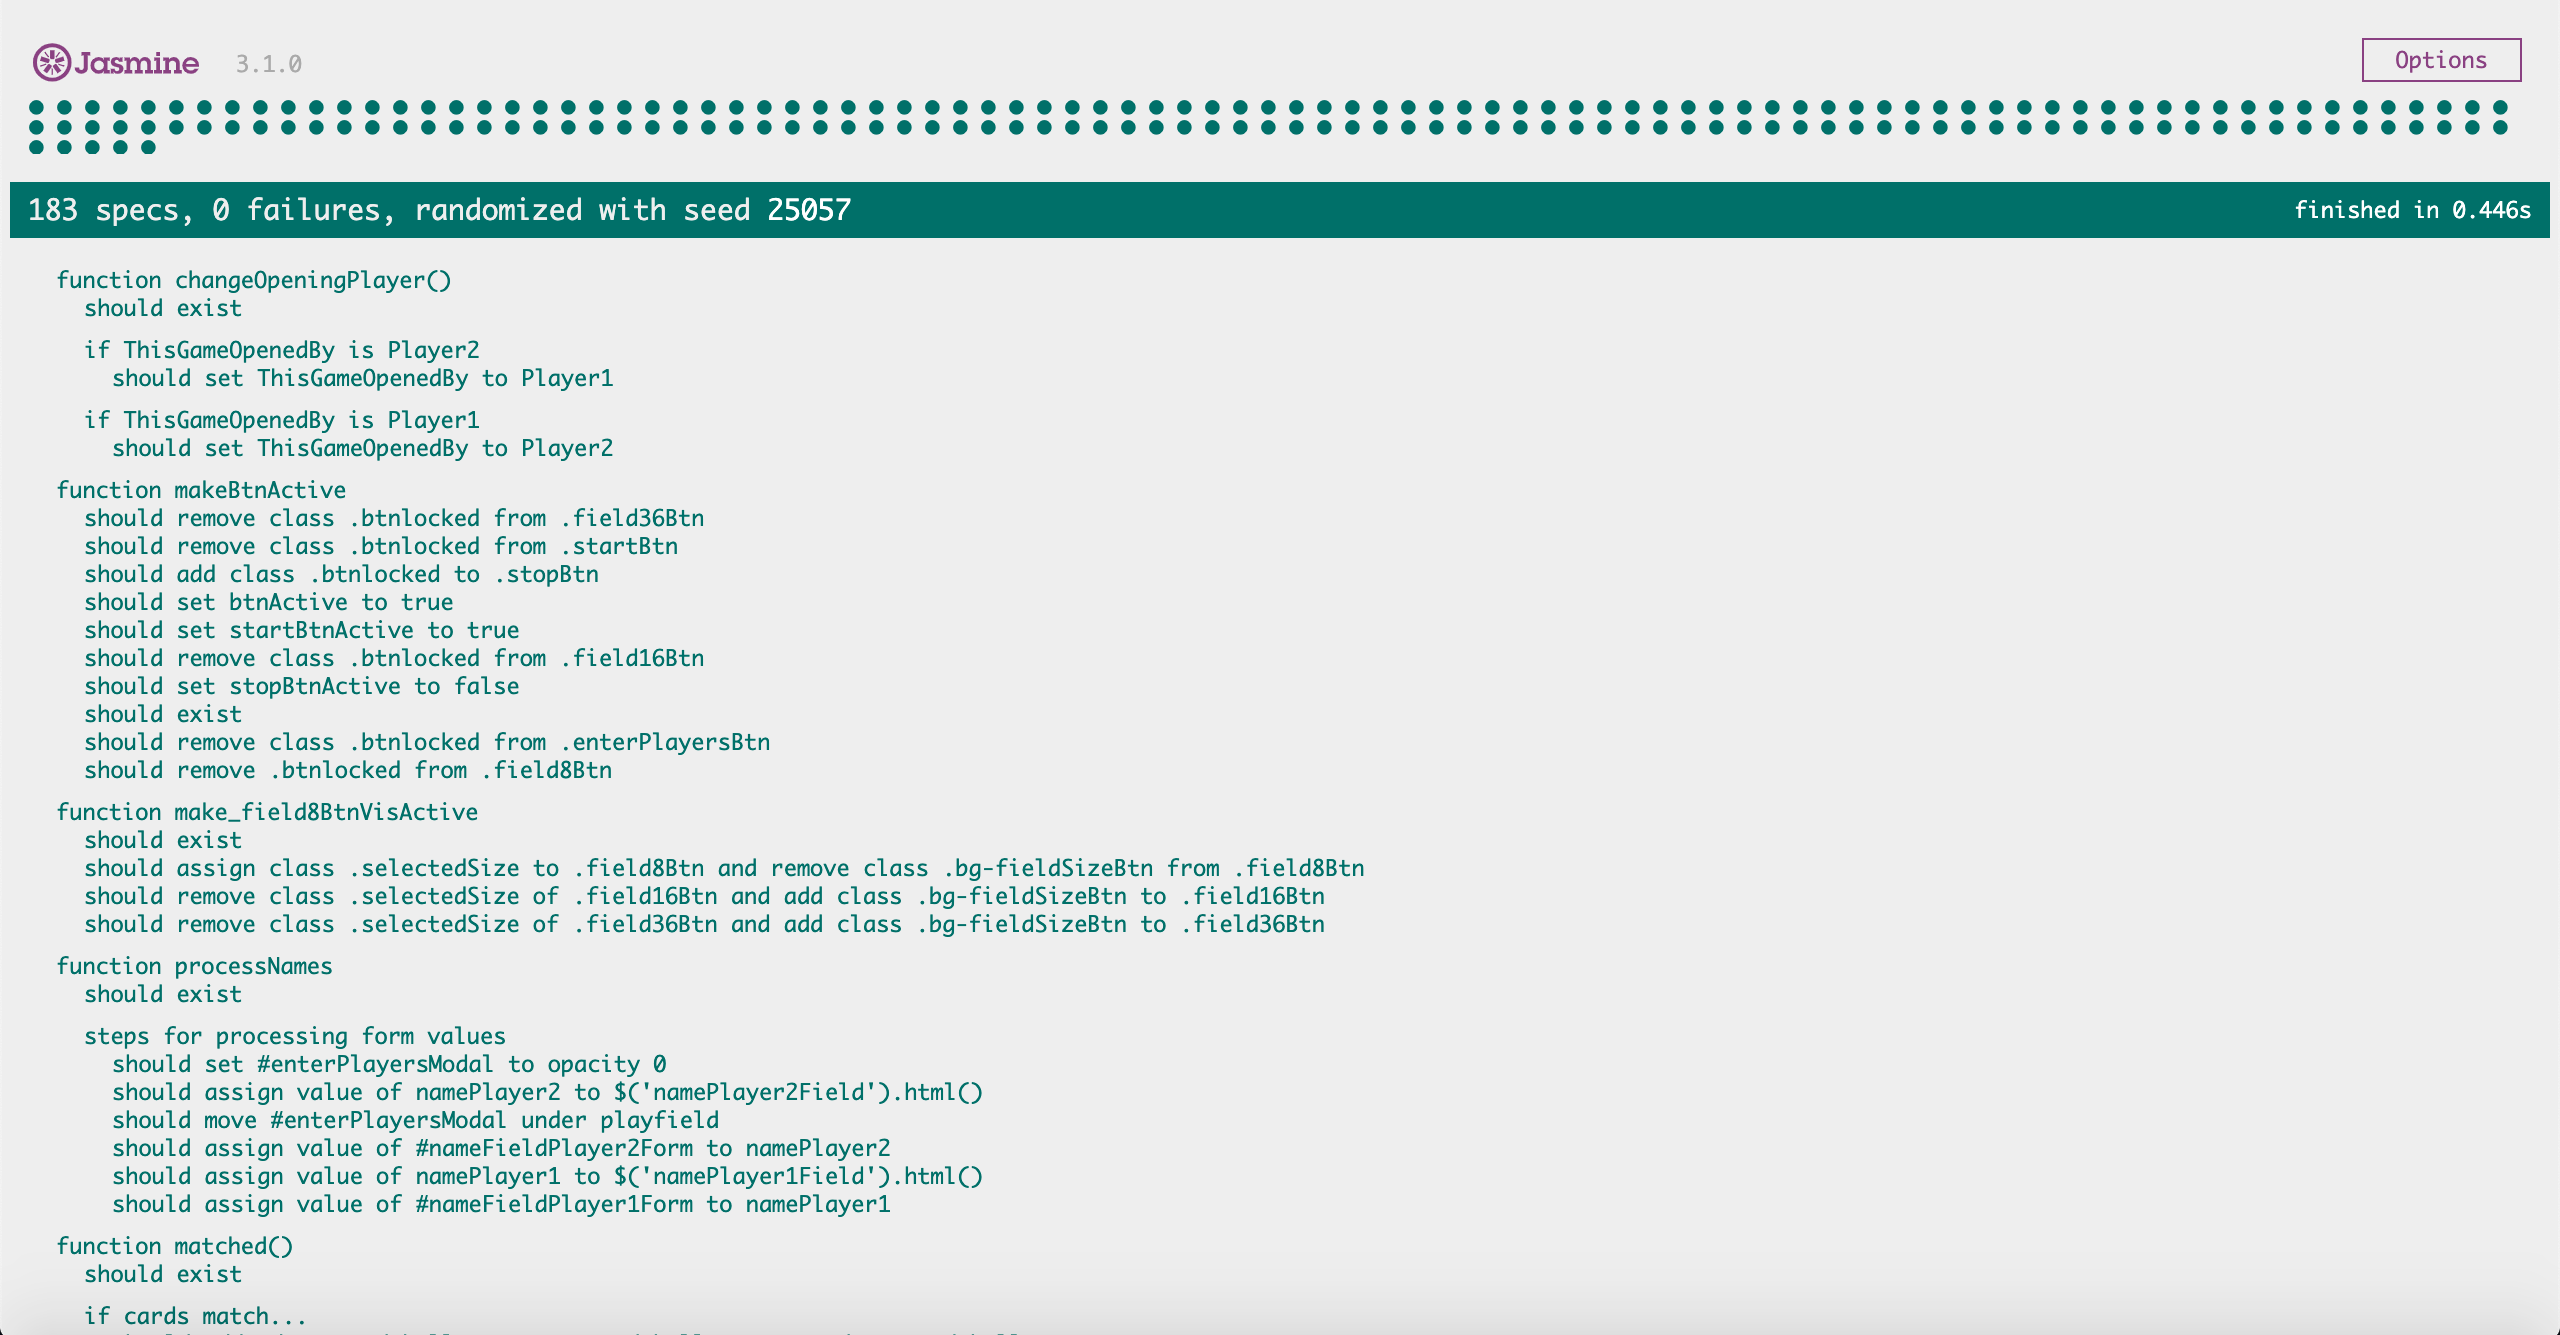 Jasmine 3.1.0 Options
183 specs, 0 failures, randomized with seed 25057 finished in 0.446s
function changeOpeningPlayer()
should exist
if ThisGameOpenedBy is Player2
should set ThisGameOpenedBy to Player1
if ThisGameOpenedBy is Player1
should set ThisGameOpenedBy to Player2
function makeBtnActive
should remove class .btnlocked from .field36Btn
should remove class .btnlocked from .startBtn
should add class .btnlocked to .stopBtn
should set btnActive to true
should set startBtnActive to true
should remove class .btnlocked from .field16Btn
should set stopBtnActive to false
should exist
should remove class .btnlocked from .enterPlayersBtn
should remove .btnlocked from .field8Btn
function make_field8BtnVisActive
should exist
should assign class .selectedSize to .field8Btn and remove class .bg-fieldSizeBtn from .field8Btn
should remove class .selectedSize of .field16Btn and add class .bg-fieldSizeBtn to .field16Btn
should remove class .selectedSize of .field36Btn and add class .bg-fieldSizeBtn to .field36Btn
function processNames
should exist
steps for processing form values
should set #enterPlayersModal to opacity 0
should assign value of namePlayer2 to $('namePlayer2Field').html()
should move #enterPlayersModal under playfield
should assign value of #nameFieldPlayer2Form to namePlayer2
should assign value of namePlayer1 to $('namePlayer1Field').html()
should assign value of #nameFieldPlayer1Form to namePlayer1
function matched()
should exist
if cards match...